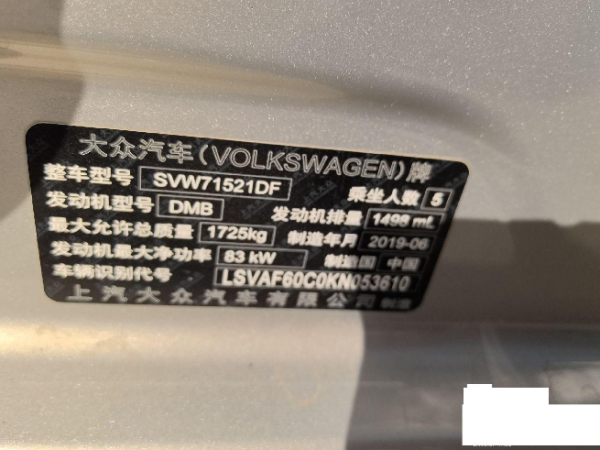 大众汽车(VOLKSWAGEN)牌
整车型号 SVW71521DF 乘坐人数 5
发动机型号 DMB 发动机排量 1498 mL
最大允许总质量 1725kg 制造年月 2019-06
发动机最大净功率 83 kW 制造国 中国
车辆识别代号 LSVAF60C0KN053610
上汽大众汽车有限公司 制造